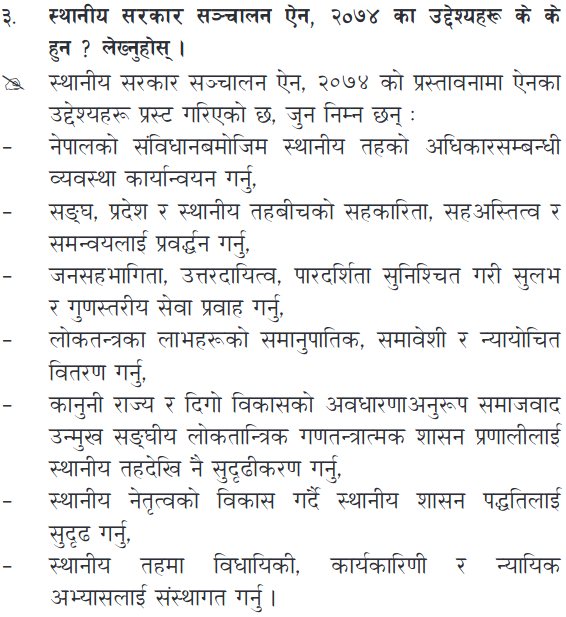 ३. स्थानीय सरकार सञ्चालन ऐन, २०७४ का उद्देश्यहरू के के
हुन ? लेख्नुहोस् ।
स्थानीय सरकार सञ्चालन ऐन, २०७४ को प्रस्तावनामा ऐनका
उद्देश्यहरू प्रस्ट गरिएको छ, जुन निम्न छन् :
– नेपालको संविधानबमोजिम स्थानीय तहको अधिकारसम्बन्धी
व्यवस्था कार्यान्वयन गर्नु,
– सङ्घ, प्रदेश र स्थानीय तहबीचको सहकारिता, सहअस्तित्व र
समन्वयलाई प्रवर्द्धन गर्नु,
– जनसहभागिता, उत्तरदायित्व, पारदर्शिता सुनिश्चित गरी सुलभ
र गुणस्तरीय सेवा प्रवाह गर्नु,
– लोकतन्त्रका लाभहरूको समानुपातिक, समावेशी र न्यायोचित
वितरण गर्नु,
– कानुनी राज्य र दिगो विकासको अवधारणाअनुरूप समाजवाद
उन्मुख सङ्घीय लोकतान्त्रिक गणतन्त्रात्मक शासन प्रणालीलाई
स्थानीय तहदेखि नै सुदृढीकरण गर्नु,
– स्थानीय नेतृत्वको विकास गर्दै स्थानीय शासन पद्धतिलाई
सुदृढ गर्नु,
– स्थानीय तहमा विधायिकी, कार्यकारिणी र न्यायिक
अभ्यासलाई संस्थागत गर्नु ।